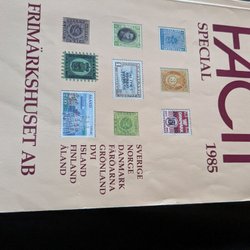 FACIT
SPECIAL
1985
SVERIGE
NORGE
DANMARK
FÄRÖARNA
GRÖNLAND
DVI
ISLAND
FINLAND
ÅLAND
FRIMÄRKSHUSET AB